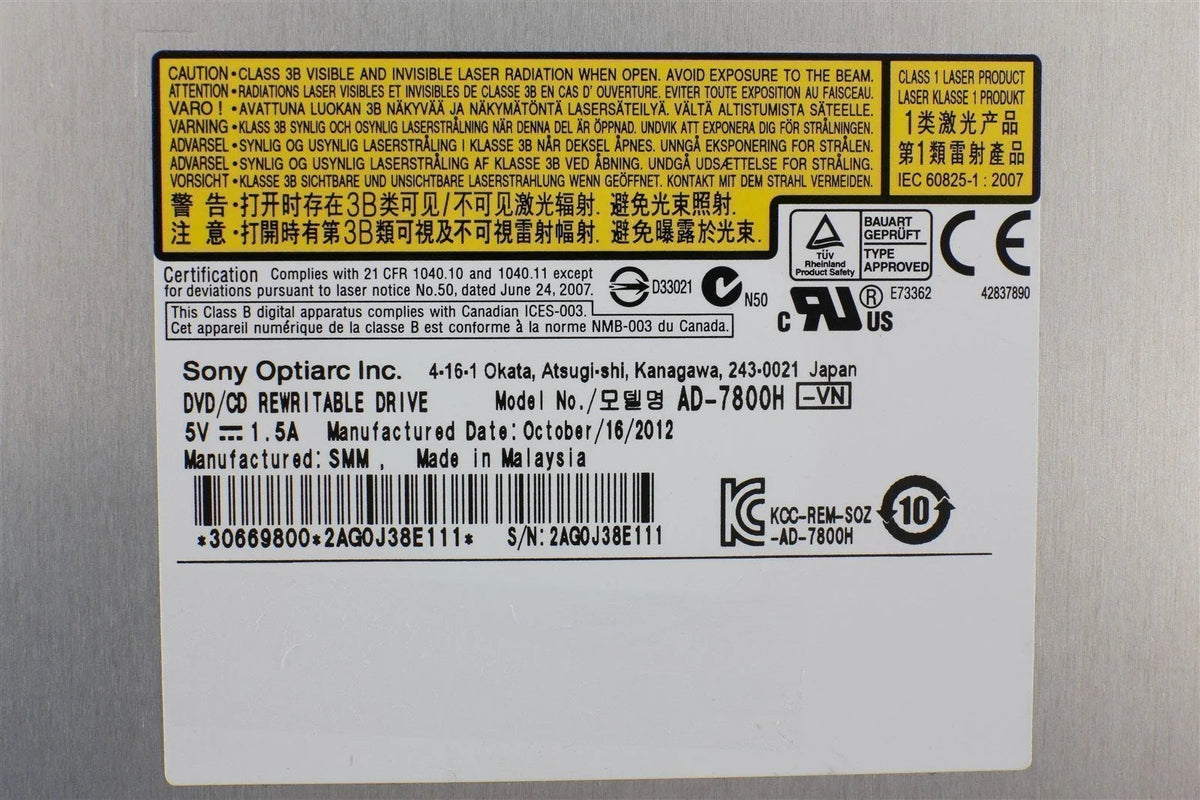 CAUTION•CLASS 3B VISIBLE AND INVISIBLE LASER RADIATION WHEN OPEN. AVOID EXPOSURE TO THE BEAM.
ATTENTION•RADIATIONS LASER VISIBLES ET INVISIBLES DE CLASSE 3B EN CAS D' OUVERTURE. EVITER TOUTE EXPOSITION AU FAISCEAU.
VARO !•AVATTUNA LUOKAN 3B NÄKYVÄÄ JA NÄKYMÄTÖNTÄ LASERSÄTEILYÄ. VÄLTÄ ALTISTUMISTA SÄTEELLE.
VARNING•KLASS 3B SYNLIG OCH OSYNLIG LASERSTRÅLNING NÄR DENNA DEL ÄR ÖPPNAD. UNDVIK ATT EXPONERA DIG FÖR STRÅLNINGEN.
ADVARSEL•SYNLIG OG USYNLIG LASERSTRÅLING I KLASSE 3B NÅR DEKSEL ÅPNES. UNNGÅ EKSPONERING FOR STRÅLEN.
ADVARSEL•SYNLIG OG USYNLIG LASERSTRÅLING AF KLASSE 3B VED ÅBNING. UNDGÅ UDSÆTTELSE FOR STRÅLING.
VORSICHT•KLASSE 3B SICHTBARE UND UNSICHTBARE LASERSTRAHLUNG WENN GEÖFFNET. KONTAKT MIT DEM STRAHL VERMEIDEN.
警 告•打开时存在3B类可见/不可见激光辐射. 避免光束照射.
注 意•打開時有第3B類可視及不可視雷射幅射. 避免曝露於光束.
CLASS 1 LASER PRODUCT
LASER KLASSE 1 PRODUKT
1类激光产品
第1類雷射產品
IEC 60825-1 : 2007
TÜV
Rheinland
Product Safety
BAUART
GEPRÜFT
TYPE
APPROVED
CE
Certification Complies with 21 CFR 1040.10 and 1040.11 except
for deviations pursuant to laser notice No.50, dated June 24, 2007.
D33021
N50
c RU ® US
E73362
42837890
This Class B digital apparatus complies with Canadian ICES-003.
Cet appareil numérique de la classe B est conforme à la norme NMB-003 du Canada.
Sony Optiarc Inc. 4-16-1 Okata, Atsugi-shi, Kanagawa, 243-0021 Japan
DVD/CD REWRITABLE DRIVE Model No./모델명 AD-7800H -VN
5V ⎓ 1.5A Manufactured Date:October/16/2012
Manufactured:SMM , Made in Malaysia
*30669800*2AG0J38E111* S/N:2AG0J38E111
KCC-REM-SOZ
-AD-7800H
10